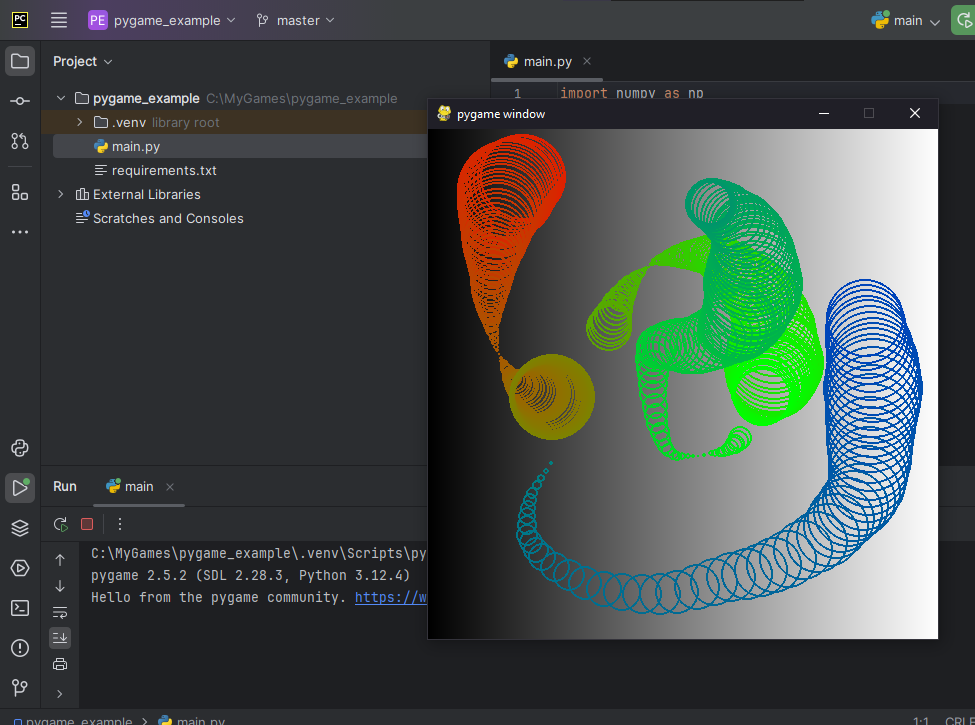 PC
PE pygame_example master main
Project main.py
pygame_example C:\MyGames\pygame_example 1 import numpy as np
pygame window
.venv library root
main.py
requirements.txt
External Libraries
Scratches and Consoles
Run main
C:\MyGames\pygame_example\.venv\Scripts\py
pygame 2.5.2 (SDL 2.28.3, Python 3.12.4)
Hello from the pygame community. https://w
pygame_example main.py 1:1 CRLF